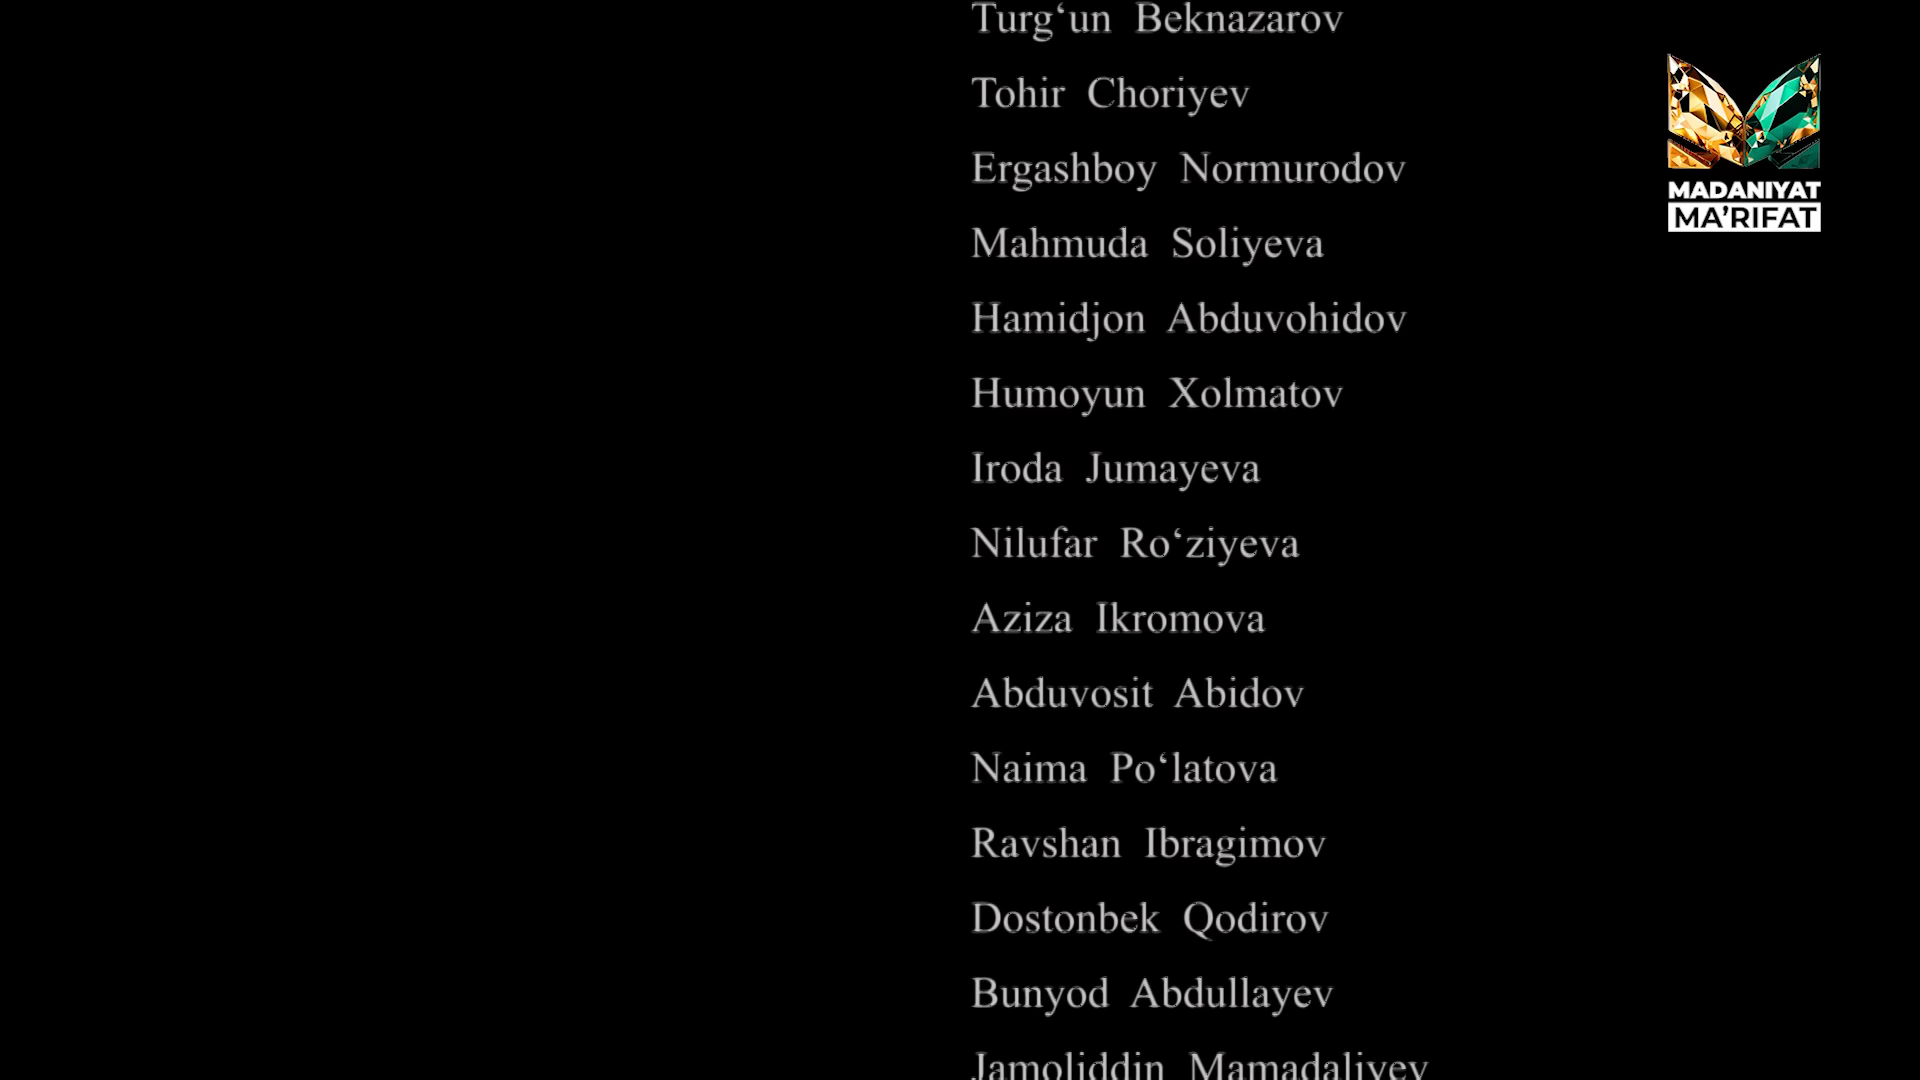 Turg‘un Beknazarov
Tohir Choriyev
Ergashboy Normurodov
Mahmuda Soliyeva
Hamidjon Abduvohidov
Humoyun Xolmatov
Iroda Jumayeva
Nilufar Ro‘ziyeva
Aziza Ikromova
Abduvosit Abidov
Naima Po‘latova
Ravshan Ibragimov
Dostonbek Qodirov
Bunyod Abdullayev
Jamoliddin Mamadaliyev
MADANIYAT
MA’RIFAT